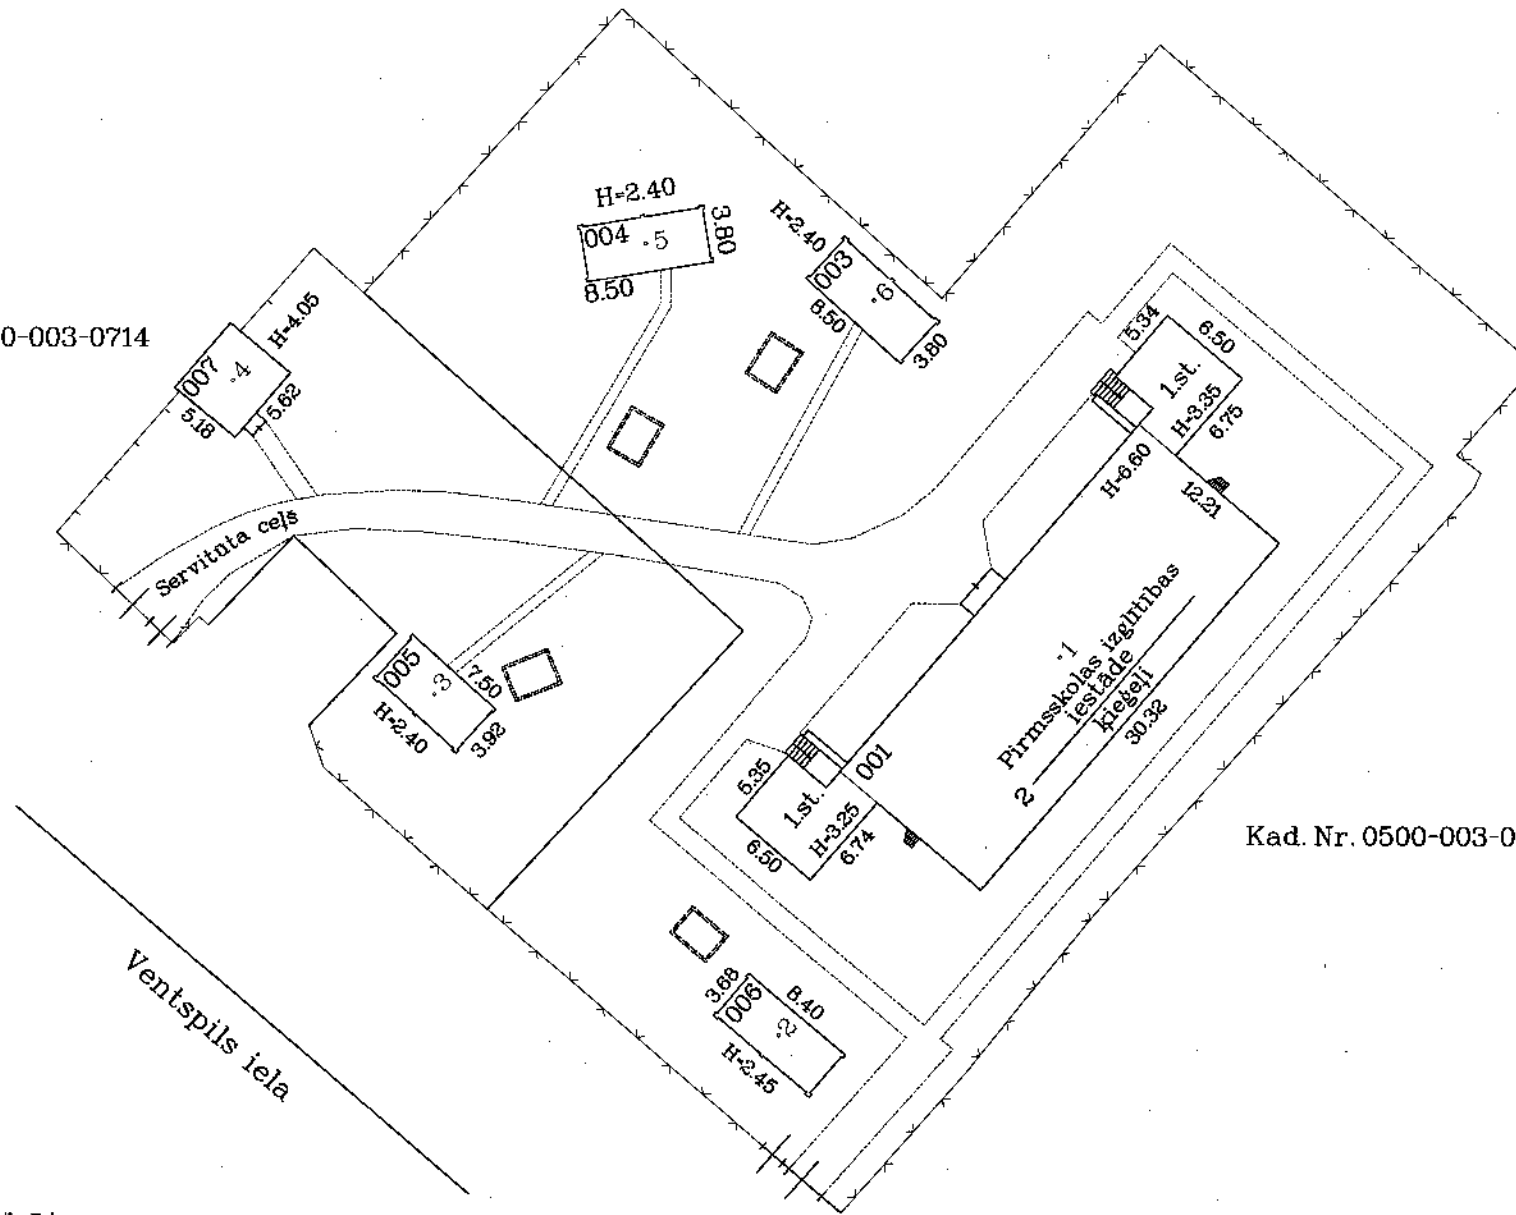 H=2.40
004
5
3.80
8.50
H=2.40
003
6
8.50
3.80
0-003-0714
H=4.05
007
4
5.18
5.62
5.34
6.50
1.st.
H=3.35
6.75
H=6.60
12.21
Servitūta ceļš
1
Pirmsskolas izglītības
iestāde
ķieģeļi
30.32
2
001
005
3
7.50
H=2.40
3.92
5.35
1.st.
H=3.25
6.50
6.74
Kad. Nr. 0500-003-0
Ventspils iela
3.68
006
2
8.40
H=2.45